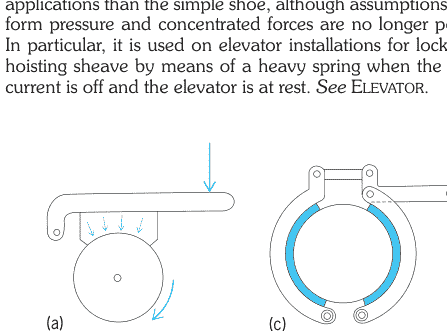 applications than the simple shoe, although assumptions
form pressure and concentrated forces are no longer
In particular, it is used on elevator installations for
hoisting sheave by means of a heavy spring when the
current is off and the elevator is at rest. See ELEVATOR.
(a)
(c)